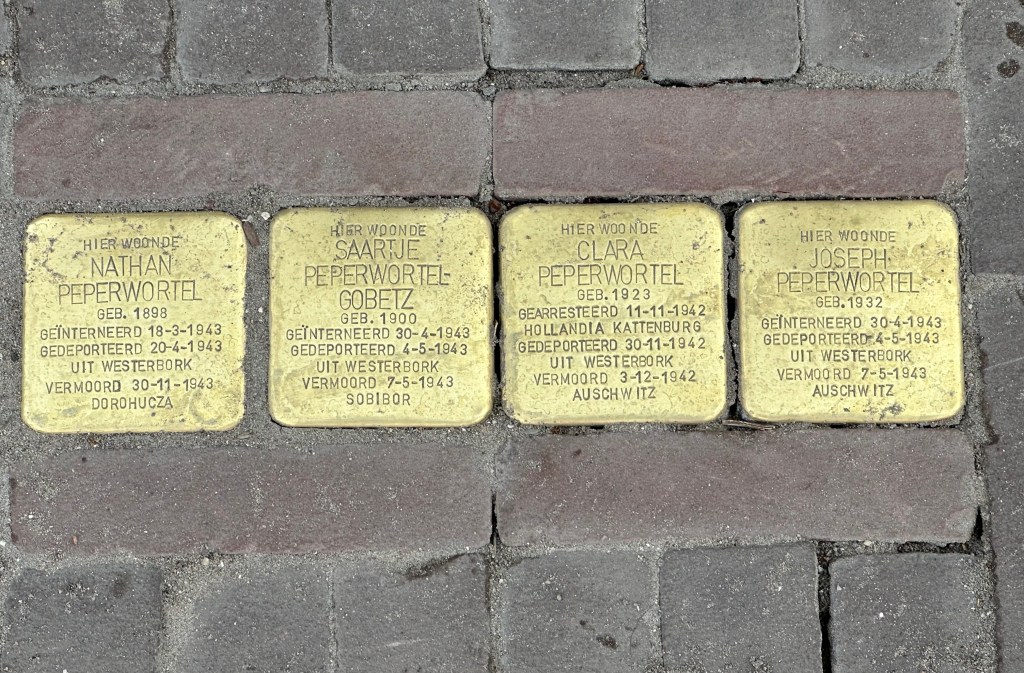 HIER WOONDE
NATHAN
PEPERWORTEL
GEB. 1898
GEÏNTERNEERD 18-3-1943
GEDEPORTEERD 20-4-1943
UIT WESTERBORK
VERMOORD 30-11-1943
DOROHUCZA
HIER WOONDE
SAARTJE
PEPERWORTEL-
GOBETZ
GEB. 1900
GEÏNTERNEERD 30-4-1943
GEDEPORTEERD 4-5-1943
UIT WESTERBORK
VERMOORD 7-5-1943
SOBIBOR
HIER WOONDE
CLARA
PEPERWORTEL
GEB. 1923
GEARRESTEERD 11-11-1942
HOLLANDIA KATTENBURG
GEDEPORTEERD 30-11-1942
UIT WESTERBORK
VERMOORD 3-12-1942
AUSCHWITZ
HIER WOONDE
JOSEPH
PEPERWORTEL
GEB. 1932
GEÏNTERNEERD 30-4-1943
GEDEPORTEERD 4-5-1943
UIT WESTERBORK
VERMOORD 7-5-1943
AUSCHWITZ